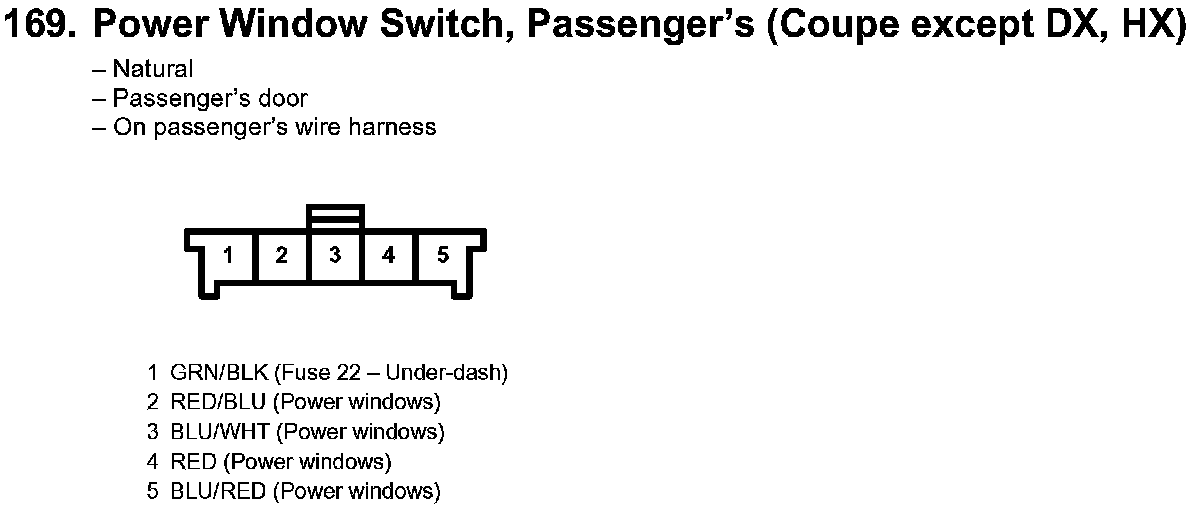 169. Power Window Switch, Passenger’s (Coupe except DX, HX)
– Natural
– Passenger’s door
– On passenger’s wire harness
1 2 3 4 5
1 GRN/BLK (Fuse 22 – Under-dash)
2 RED/BLU (Power windows)
3 BLU/WHT (Power windows)
4 RED (Power windows)
5 BLU/RED (Power windows)